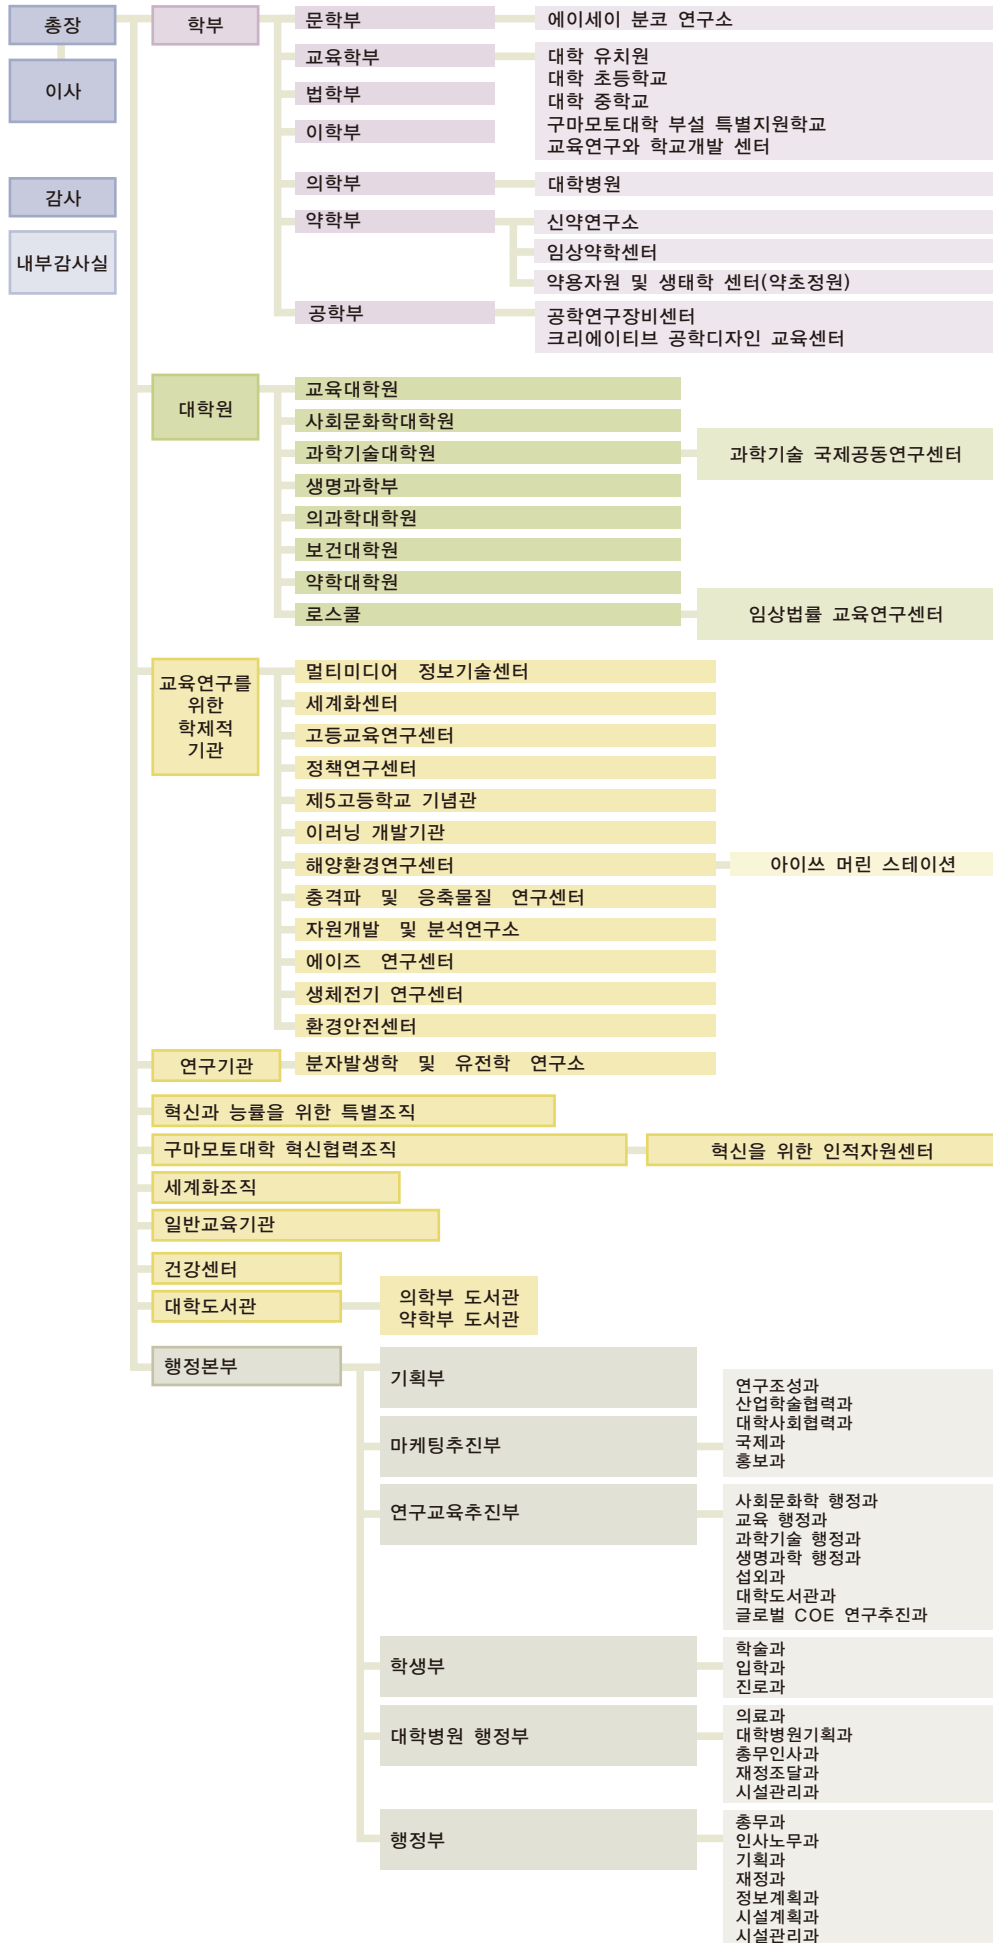 총장
이사
감사
내부감사실
학부
문학부
에이세이 분코 연구소
교육학부
대학 유치원
대학 초등학교
대학 중학교
구마모토대학 부설 특별지원학교
교육연구와 학교개발 센터
법학부
이학부
의학부
대학병원
약학부
신약연구소
임상약학센터
약용자원 및 생태학 센터(약초정원)
공학부
공학연구장비센터
크리에이티브 공학디자인 교육센터
대학원
교육대학원
사회문화학대학원
과학기술대학원
과학기술 국제공동연구센터
생명과학부
의과학대학원
보건대학원
약학대학원
로스쿨
임상법률 교육연구센터
교육연구를
위한
학제적
기관
멀티미디어 정보기술센터
세계화센터
고등교육연구센터
정책연구센터
제5고등학교 기념관
이러닝 개발기관
해양환경연구센터
아이쓰 머린 스테이션
충격파 및 응축물질 연구센터
자원개발 및 분석연구소
에이즈 연구센터
생체전기 연구센터
환경안전센터
연구기관
분자발생학 및 유전학 연구소
혁신과 능률을 위한 특별조직
구마모토대학 혁신협력조직
혁신을 위한 인적자원센터
세계화조직
일반교육기관
건강센터
대학도서관
의학부 도서관
약학부 도서관
행정본부
기획부
마케팅추진부
연구조성과
산업학술협력과
대학사회협력과
국제과
홍보과
연구교육추진부
사회문화학 행정과
교육 행정과
과학기술 행정과
생명과학 행정과
섭외과
대학도서관과
글로벌 COE 연구추진과
학생부
학술과
입학과
진로과
대학병원 행정부
의료과
대학병원기획과
총무인사과
재정조달과
시설관리과
행정부
총무과
인사노무과
기획과
재정과
정보계획과
시설계획과
시설관리과